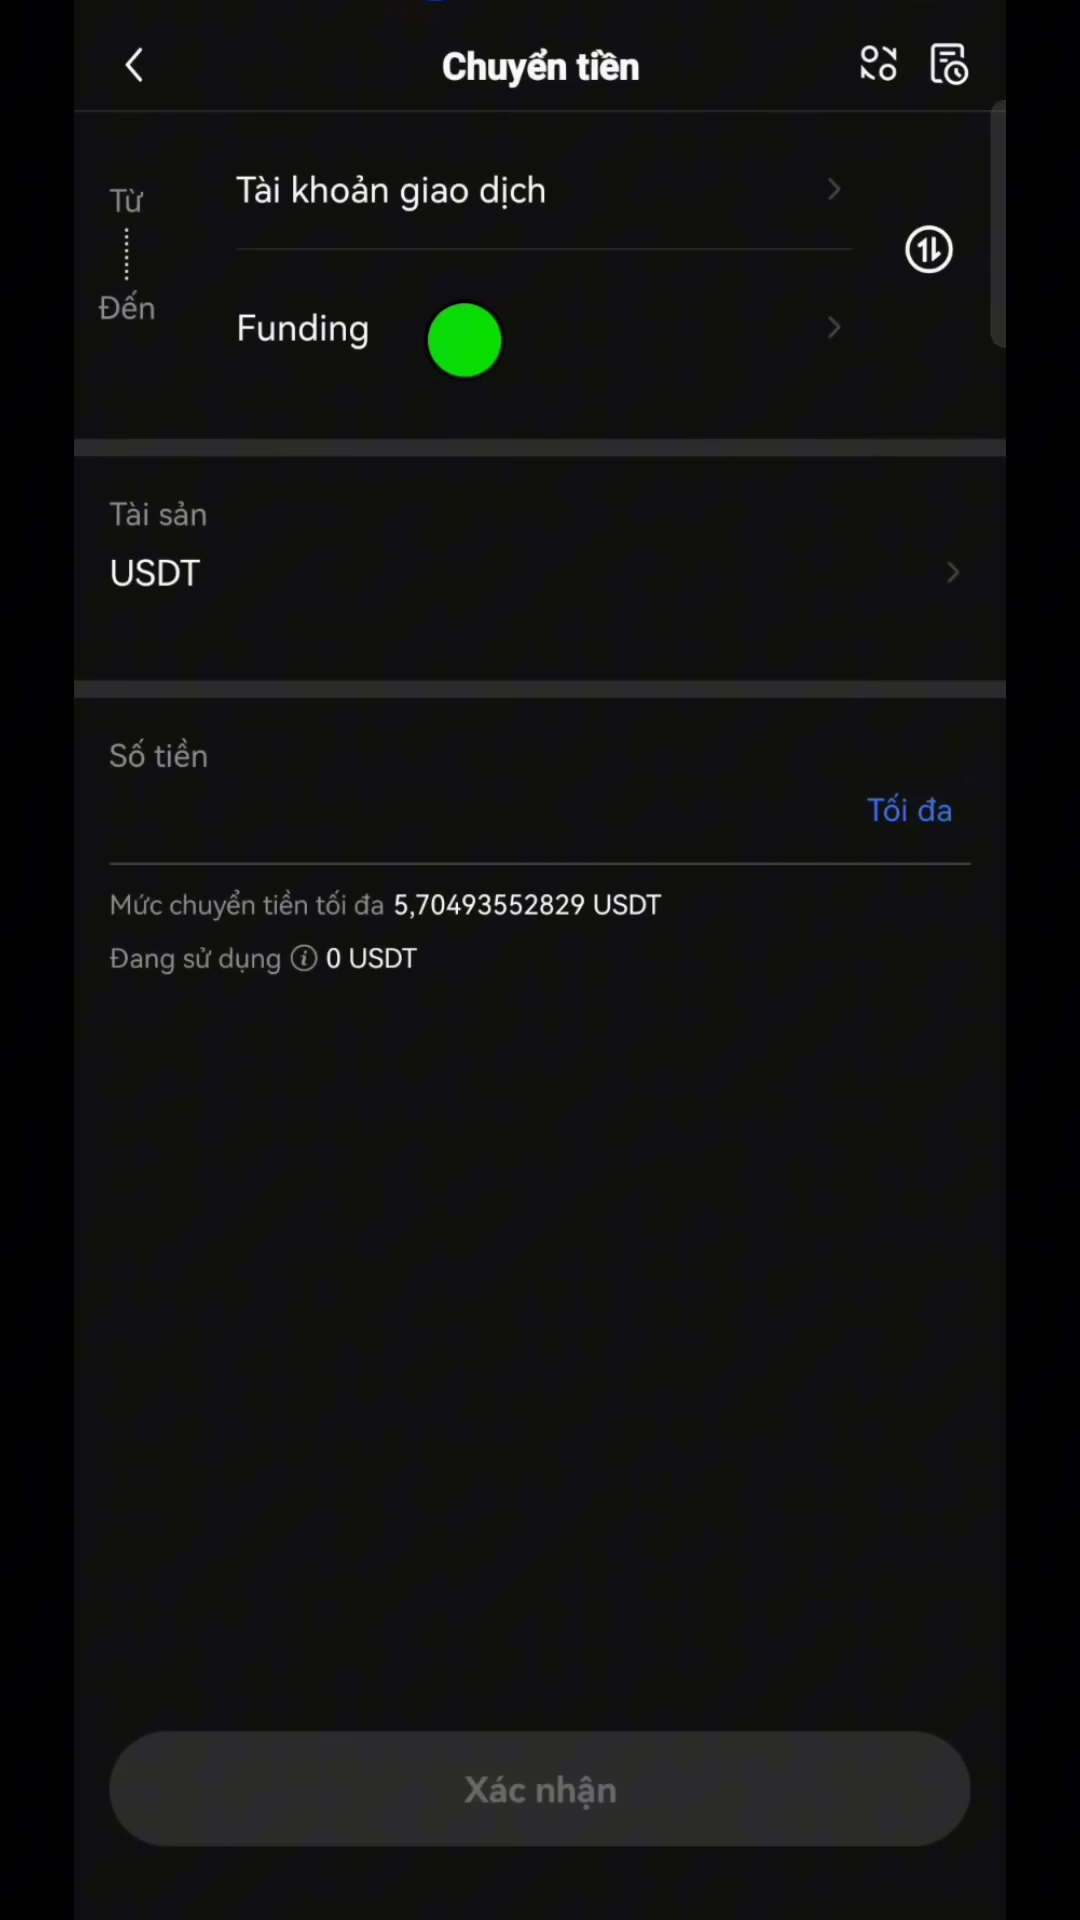 Chuyển tiền
Từ
Tài khoản giao dịch
Đến
Funding
Tài sản
USDT
Số tiền
Tối đa
Mức chuyển tiền tối đa 5,70493552829 USDT
Đang sử dụng 0 USDT
Xác nhận